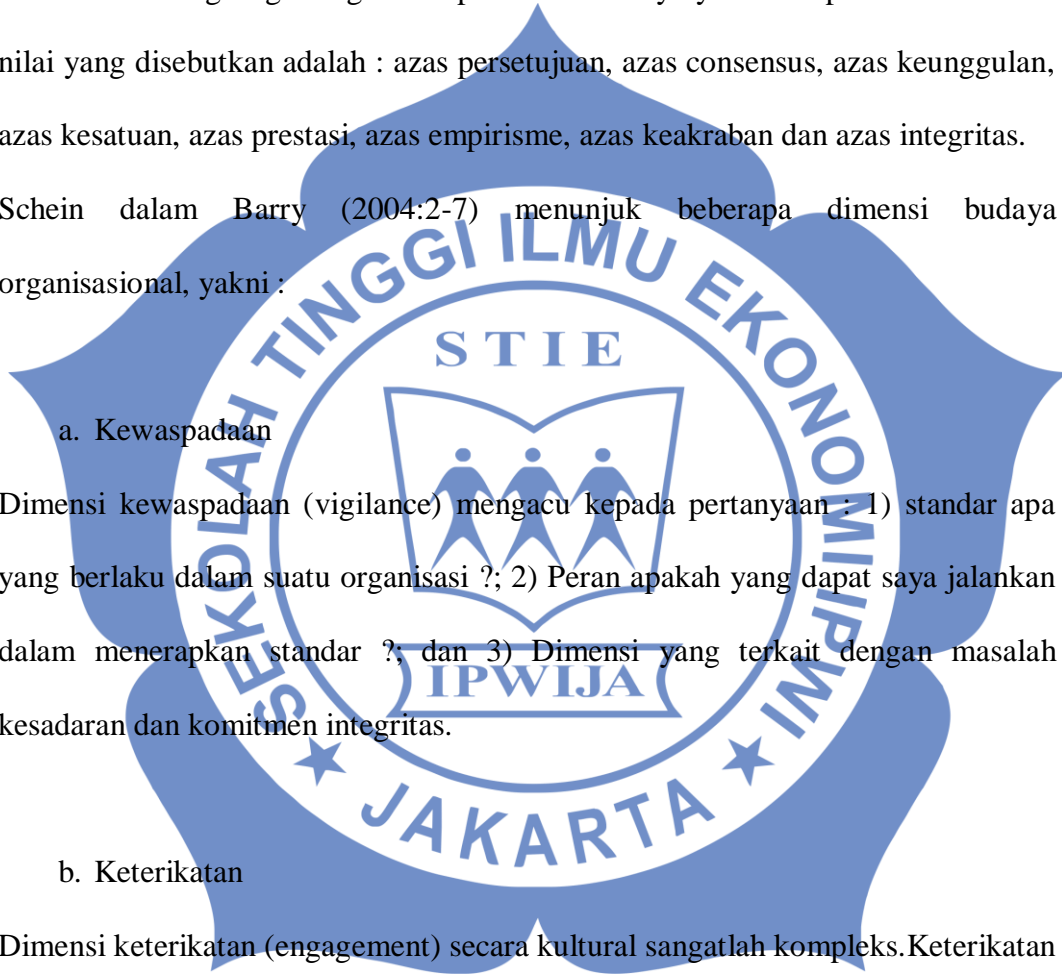 nilai yang disebutkan adalah : azas persetujuan, azas consensus, azas keunggulan,
azas kesatuan, azas prestasi, azas empirisme, azas keakraban dan azas integritas.
Schein dalam Barry (2004:2-7) menunjuk beberapa dimensi budaya
organisasional, yakni :
SEKOLAH TINGGI ILMU EKONOMI IPWI
STIE
a. Kewaspadaan
Dimensi kewaspadaan (vigilance) mengacu kepada pertanyaan : 1) standar apa
yang berlaku dalam suatu organisasi ?; 2) Peran apakah yang dapat saya jalankan
dalam menerapkan standar ?; dan 3) Dimensi yang terkait dengan masalah
IPWIJA
kesadaran dan komitmen integritas.
JAKARTA
b. Keterikatan
Dimensi keterikatan (engagement) secara kultural sangatlah kompleks.Keterikatan